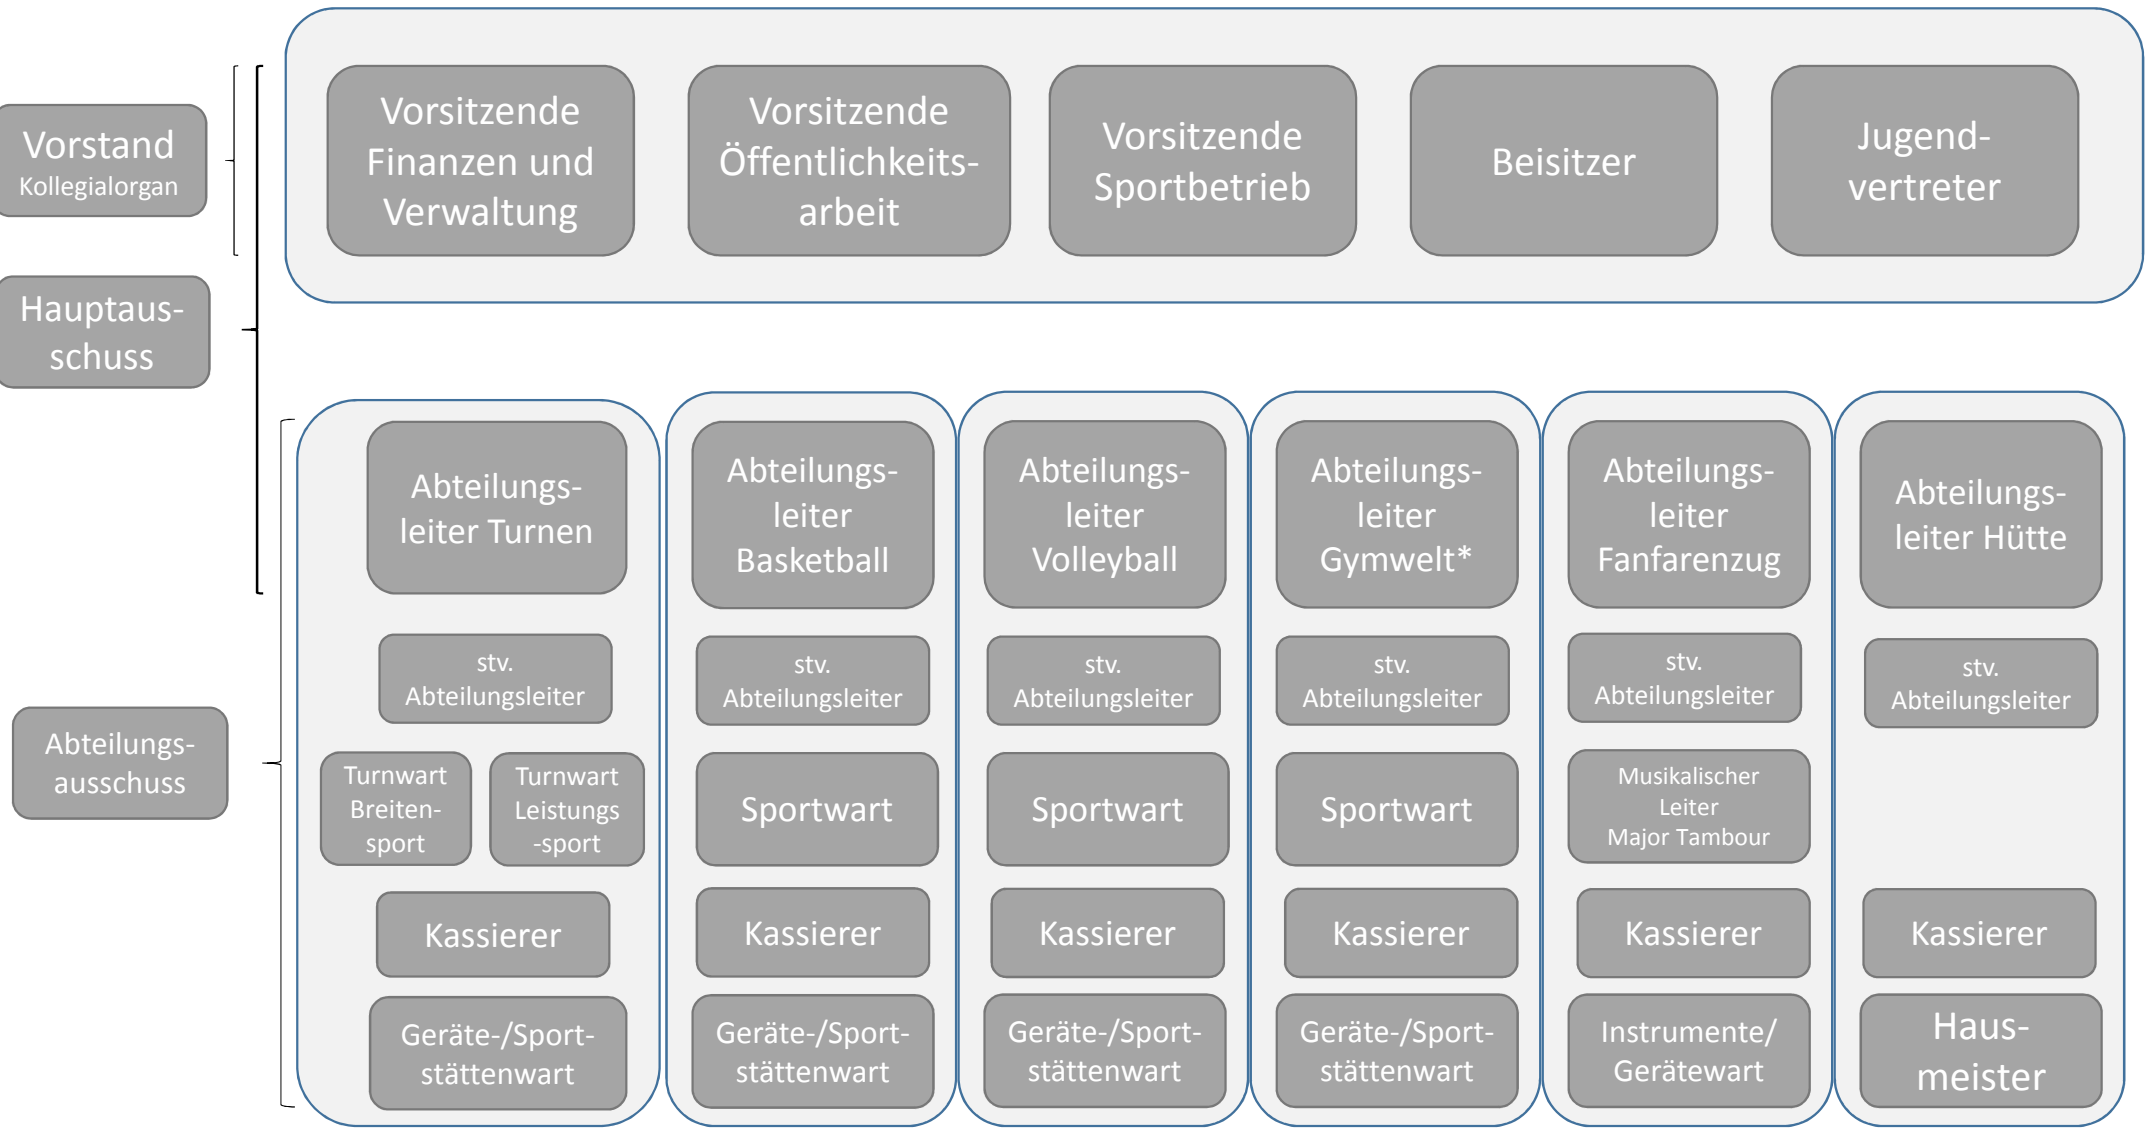 Vorstand
Kollegialorgan
Vorsitzende
Finanzen und
Verwaltung
Vorsitzende
Öffentlichkeits-
arbeit
Vorsitzende
Sportbetrieb
Beisitzer
Jugend-
vertreter
Hauptaus-
schuss
Abteilungs-
leiter Turnen
Abteilungs-
leiter
Basketball
Abteilungs-
leiter
Volleyball
Abteilungs-
leiter
Gymwelt*
Abteilungs-
leiter
Fanfarenzug
Abteilungs-
leiter Hütte
stv.
Abteilungsleiter
stv.
Abteilungsleiter
stv.
Abteilungsleiter
stv.
Abteilungsleiter
stv.
Abteilungsleiter
stv.
Abteilungsleiter
Abteilungs-
ausschuss
Turnwart
Breiten-
sport
Turnwart
Leistungs
-sport
Sportwart
Sportwart
Sportwart
Musikalischer
Leiter
Major Tambour
Kassierer
Kassierer
Kassierer
Kassierer
Kassierer
Kassierer
Geräte-/Sport-
stättenwart
Geräte-/Sport-
stättenwart
Geräte-/Sport-
stättenwart
Geräte-/Sport-
stättenwart
Instrumente/
Gerätewart
Haus-
meister